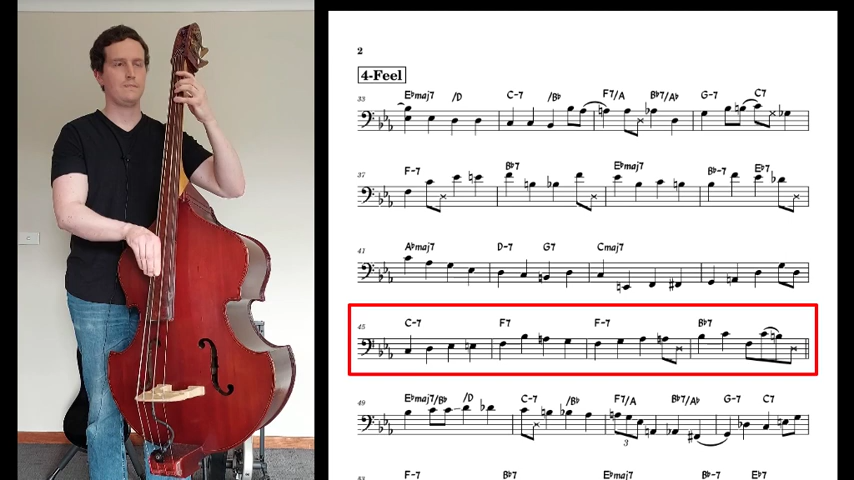 2
4-Feel
E♭maj7 /D C-7 /B♭ F7/A B♭7/A♭ G-7 C7
33
F-7 B♭7 E♭maj7 B♭-7 E♭7
37
A♭maj7 D-7 G7 Cmaj7
41
C-7 F7 F-7 B♭7
45
E♭maj7/B♭ /D C-7 /B♭ F7/A B♭7/A♭ G-7 C7
49
3
F-7 B♭7 E♭maj7 B♭-7 E♭7